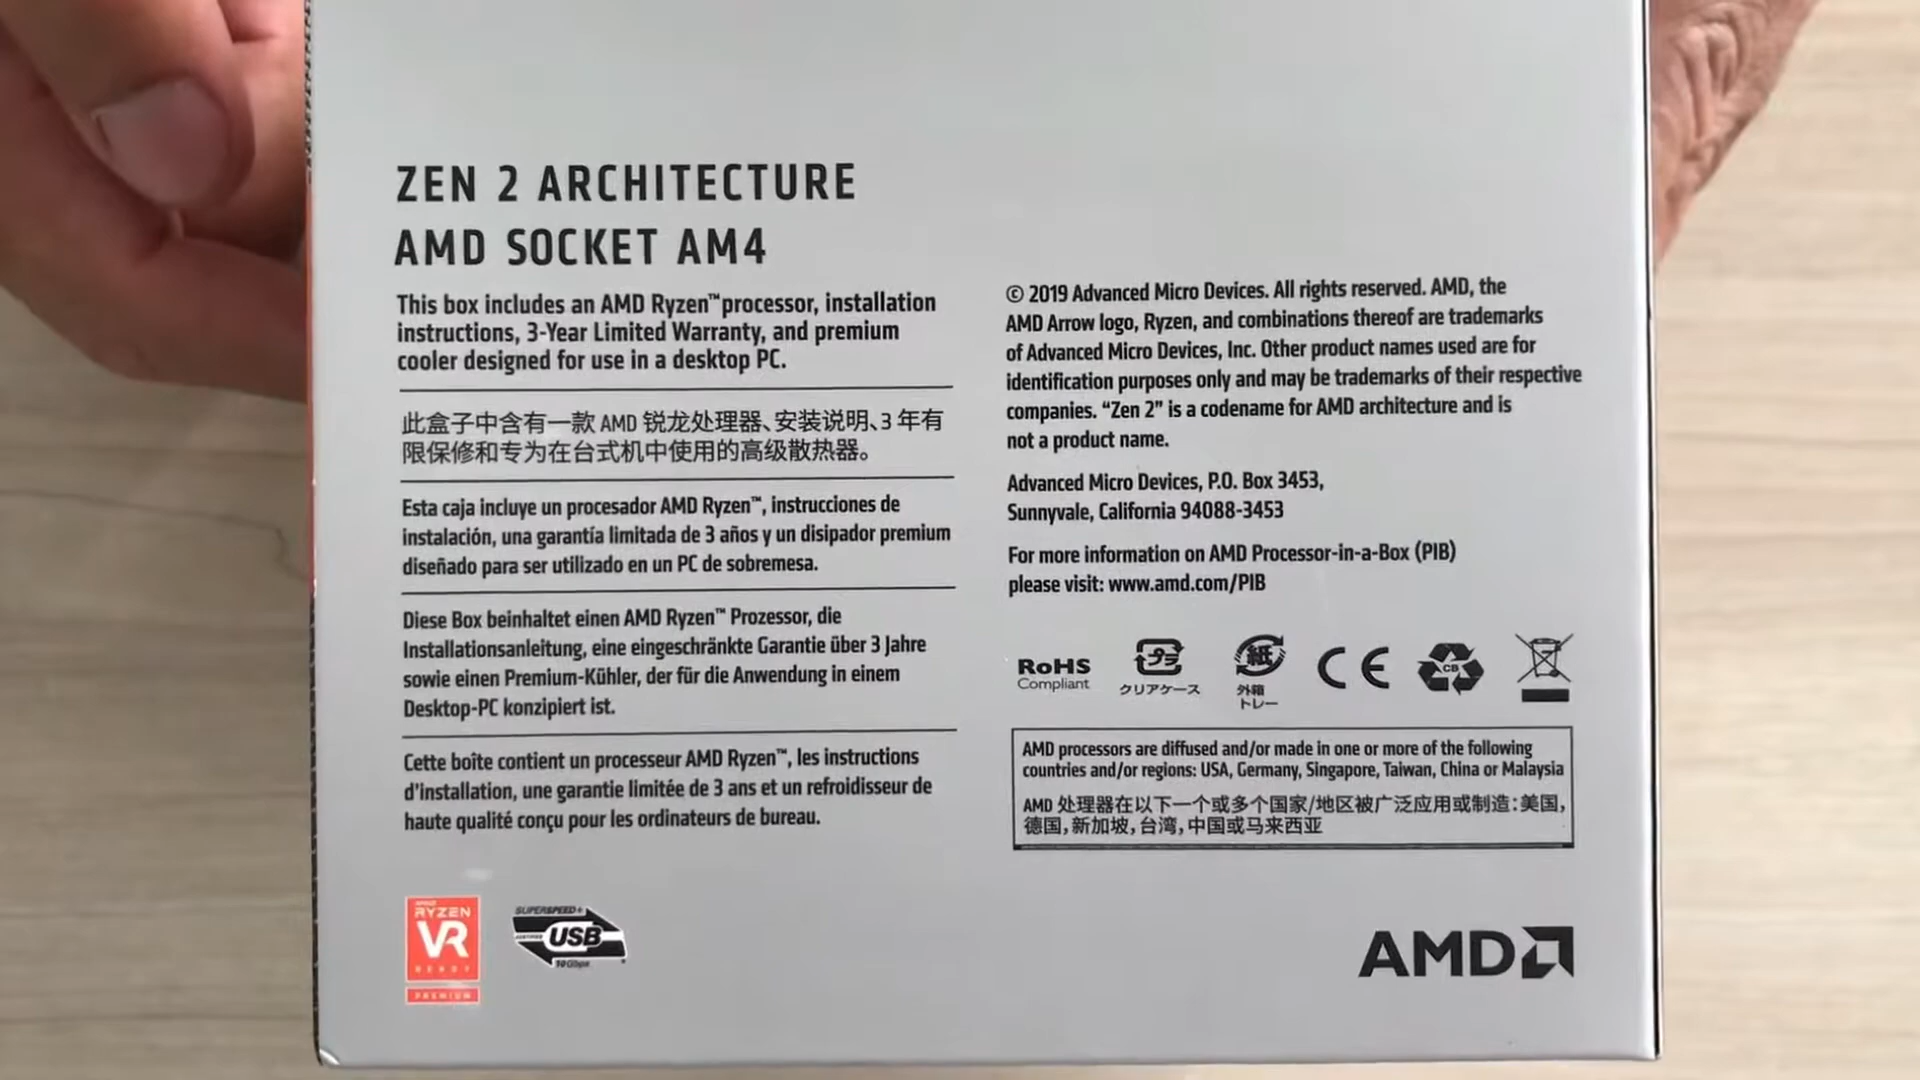 ZEN 2 ARCHITECTURE
AMD SOCKET AM4
This box includes an AMD Ryzen™ processor, installation
instructions, 3-Year Limited Warranty, and premium
cooler designed for use in a desktop PC.
此盒子中含有一款 AMD 锐龙处理器、安装说明、3 年有
限保修和专为在台式机中使用的高级散热器。
Esta caja incluye un procesador AMD Ryzen™, instrucciones de
instalación, una garantía limitada de 3 años y un disipador premium
diseñado para ser utilizado en un PC de sobremesa.
Diese Box beinhaltet einen AMD Ryzen™ Prozessor, die
Installationsanleitung, eine eingeschränkte Garantie über 3 Jahre
sowie einen Premium-Kühler, der für die Anwendung in einem
Desktop-PC konzipiert ist.
Cette boîte contient un processeur AMD Ryzen™, les instructions
d'installation, une garantie limitée de 3 ans et un refroidisseur de
haute qualité conçu pour les ordinateurs de bureau.
© 2019 Advanced Micro Devices. All rights reserved. AMD, the
AMD Arrow logo, Ryzen, and combinations thereof are trademarks
of Advanced Micro Devices, Inc. Other product names used are for
identification purposes only and may be trademarks of their respective
companies. “Zen 2” is a codename for AMD architecture and is
not a product name.
Advanced Micro Devices, P.O. Box 3453,
Sunnyvale, California 94088-3453
For more information on AMD Processor-in-a-Box (PIB)
please visit: www.amd.com/PIB
RoHS
Compliant
プラ
クリアケース
紙
外箱
トレー
CE
CB
AMD processors are diffused and/or made in one or more of the following
countries and/or regions: USA, Germany, Singapore, Taiwan, China or Malaysia
AMD 处理器在以下一个或多个国家/地区被广泛应用或制造：美国，
德国，新加坡，台湾，中国或马来西亚
AMD
RYZEN
VR
READY
PREMIUM
SUPERSPEED+
CERTIFIED
USB
10Gbps
AMD